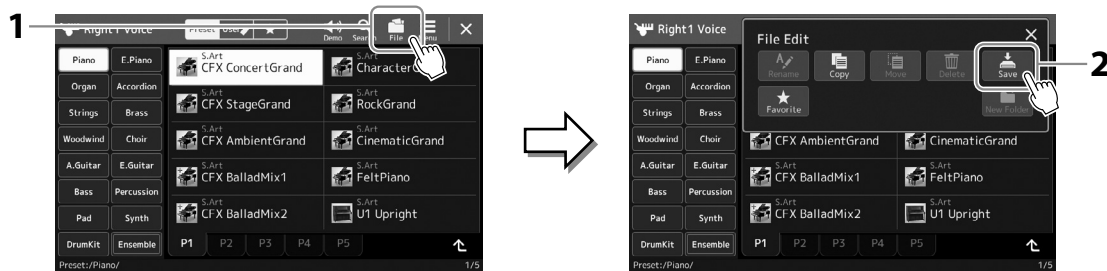 1
Right1 Voice
Preset User
Demo Search File Menu
Piano E.Piano
Organ Accordion
Strings Brass
Woodwind Choir
A.Guitar E.Guitar
Bass Percussion
Pad Synth
DrumKit Ensemble
S.Art
CFX ConcertGrand
S.Art
S.Art
CFX StageGrand
S.Art
RockGrand
S.Art
CFX AmbientGrand
S.Art
CinematicGrand
S.Art
CFX BalladMix1
S.Art
FeltPiano
S.Art
CFX BalladMix2
S.Art
U1 Upright
P1 P2 P3 P4 P5
Preset:/Piano/ 1/5
2
Right1 Voice
File Edit
Rename Copy Move Delete Save
Favorite New Folder
Piano E.Piano
Organ Accordion
Strings Brass
Woodwind Choir
A.Guitar E.Guitar
Bass Percussion
Pad Synth
DrumKit Ensemble
CFX AmbientGrand
CinematicGrand
S.Art
CFX BalladMix1
S.Art
FeltPiano
S.Art
CFX BalladMix2
S.Art
U1 Upright
P1 P2 P3 P4 P5
Preset:/Piano/ 1/5